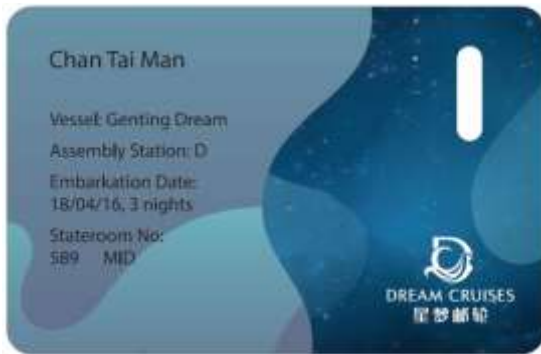 Chan Tai Man
Vessel: Genting Dream
Assembly Station: D
Embarkation Date:
18/04/16, 3 nights
Stateroom No:
589 MID
DREAM CRUISES
星梦邮轮